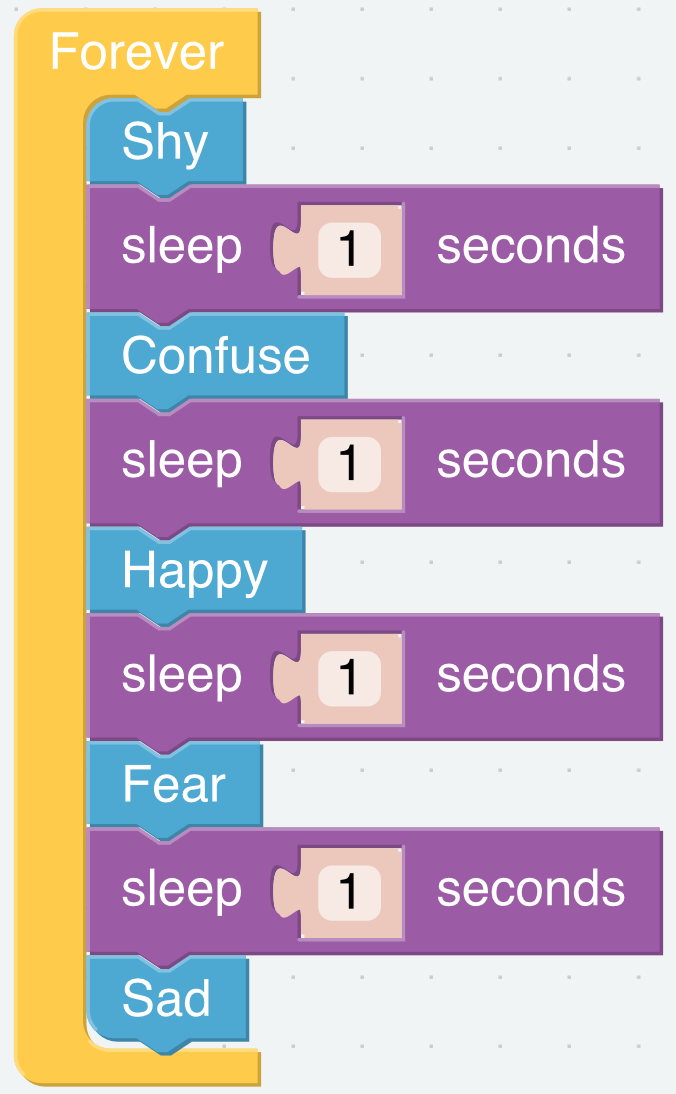 Forever
Shy
sleep 1 seconds
Confuse
sleep 1 seconds
Happy
sleep 1 seconds
Fear
sleep 1 seconds
Sad